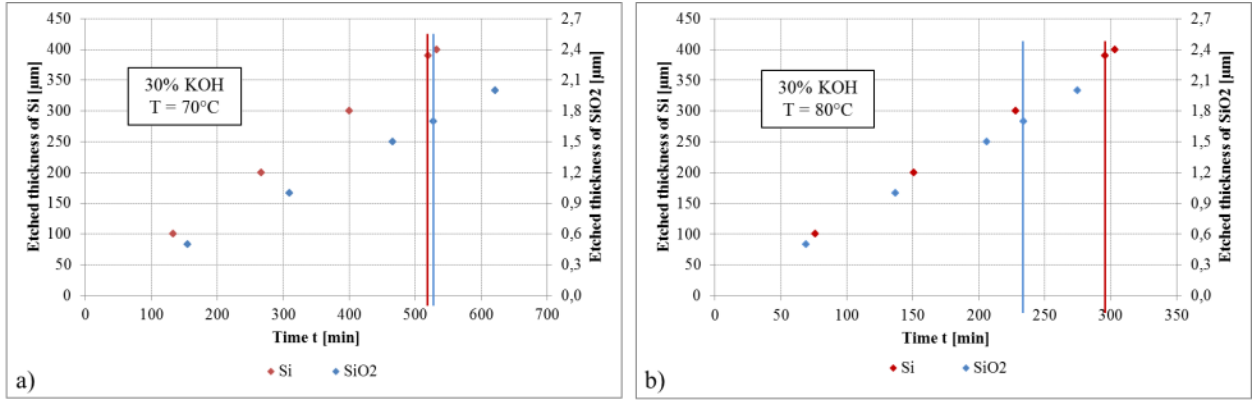 450
400
350
300
250
200
150
100
50
0
Etched thickness of Si [µm]
30% KOH
T = 70°C
2,7
2,4
2,1
1,8
1,5
1,2
0,9
0,6
0,3
0,0
Etched thickness of SiO2 [µm]
0 100 200 300 400 500 600 700
Time t [min]
Si SiO2
a)
450
400
350
300
250
200
150
100
50
0
Etched thickness of Si [µm]
30% KOH
T = 80°C
2,7
2,4
2,1
1,8
1,5
1,2
0,9
0,6
0,3
0,0
Etched thickness of SiO2 [µm]
0 50 100 150 200 250 300 350
Time t [min]
Si SiO2
b)